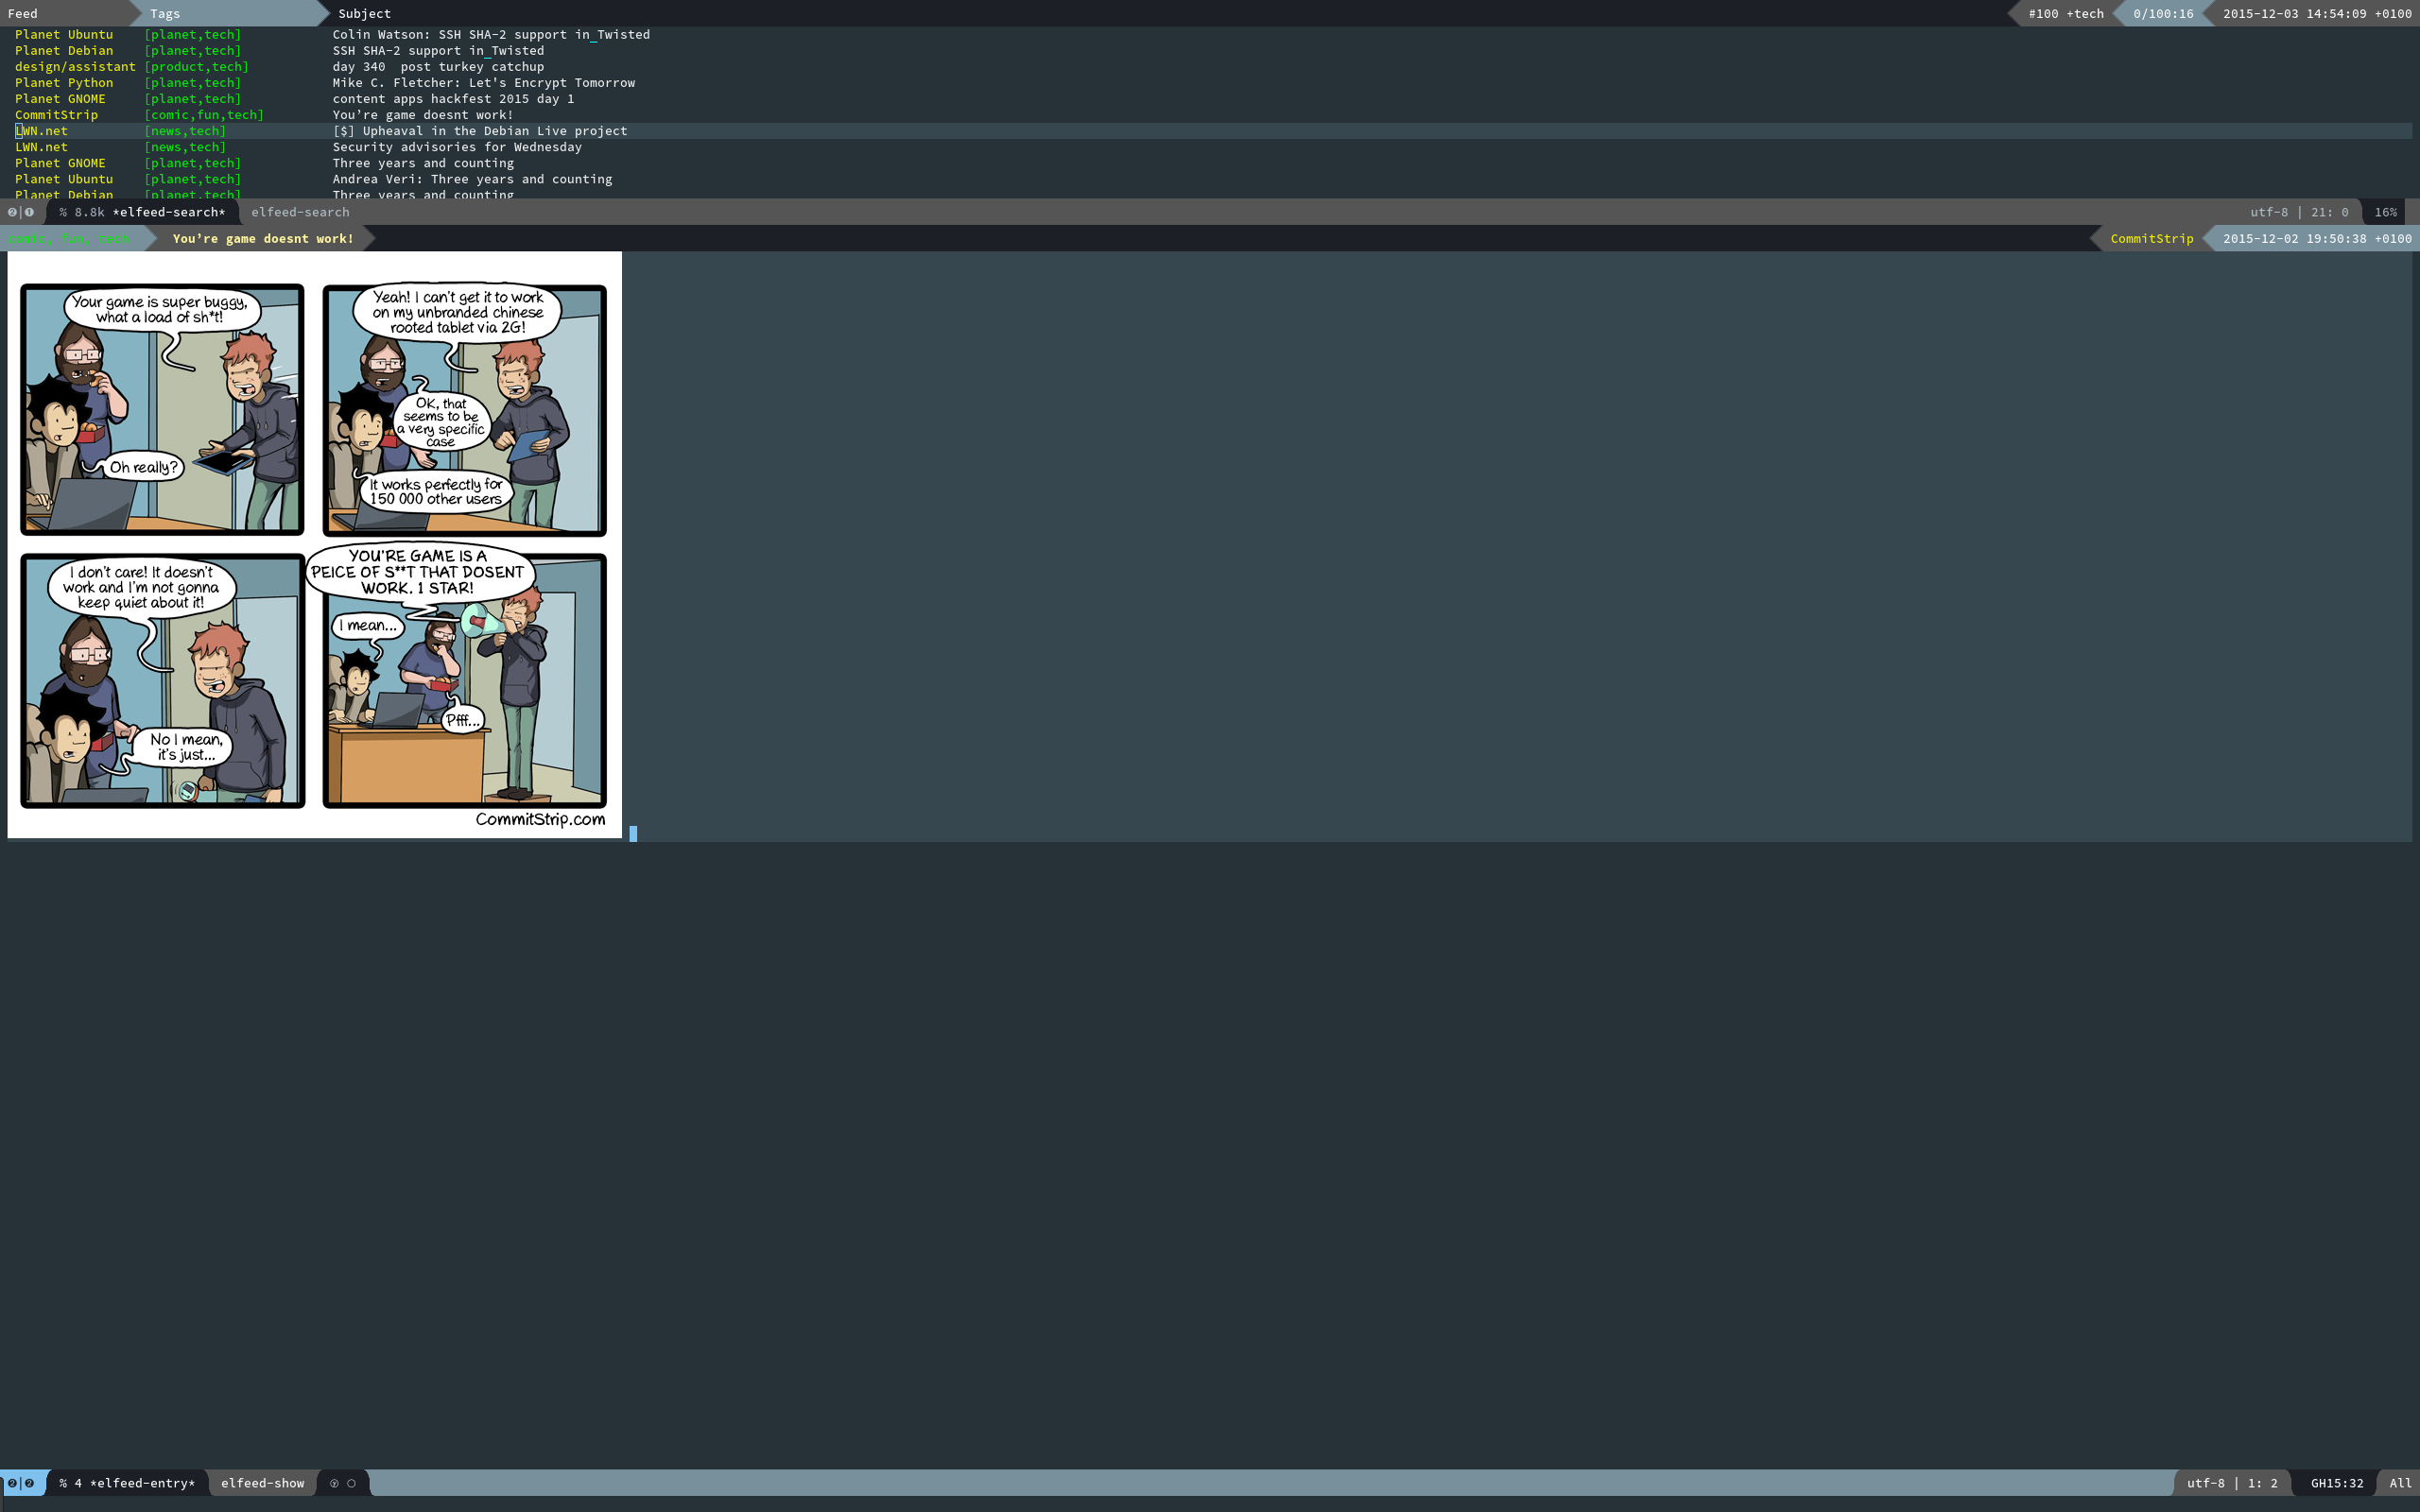 Feed Tags Subject #100 +tech 0/100:16 2015-12-03 14:54:09 +0100
Planet Ubuntu [planet,tech] Colin Watson: SSH SHA-2 support in_Twisted
Planet Debian [planet,tech] SSH SHA-2 support in_Twisted
design/assistant [product,tech] day 340  post turkey catchup
Planet Python [planet,tech] Mike C. Fletcher: Let's Encrypt Tomorrow
Planet GNOME [planet,tech] content apps hackfest 2015 day 1
CommitStrip [comic,fun,tech] You’re game doesnt work!
LWN.net [news,tech] [$] Upheaval in the Debian Live project
LWN.net [news,tech] Security advisories for Wednesday
Planet GNOME [planet,tech] Three years and counting
Planet Ubuntu [planet,tech] Andrea Veri: Three years and counting
Planet Debian [planet,tech] Three years and counting
❷|❶ % 8.8k *elfeed-search* elfeed-search utf-8 | 21: 0 16%
comic, fun, tech You’re game doesnt work! CommitStrip 2015-12-02 19:50:38 +0100
Your game is super buggy,
what a load of sh*t!
Oh really?
Yeah! I can't get it to work
on my unbranded chinese
rooted tablet via 2G!
OK, that
seems to be
a very specific
case
It works perfectly for
150 000 other users
I don't care! It doesn't
work and I'm not gonna
keep quiet about it!
No I mean,
it's just...
YOU'RE GAME IS A
PEICE OF S**T THAT DOSENT
WORK. 1 STAR!
I mean...
Pfff...
CommitStrip.com
❷|❷ % 4 *elfeed-entry* elfeed-show ⓨ utf-8 | 1: 2 GH15:32 All